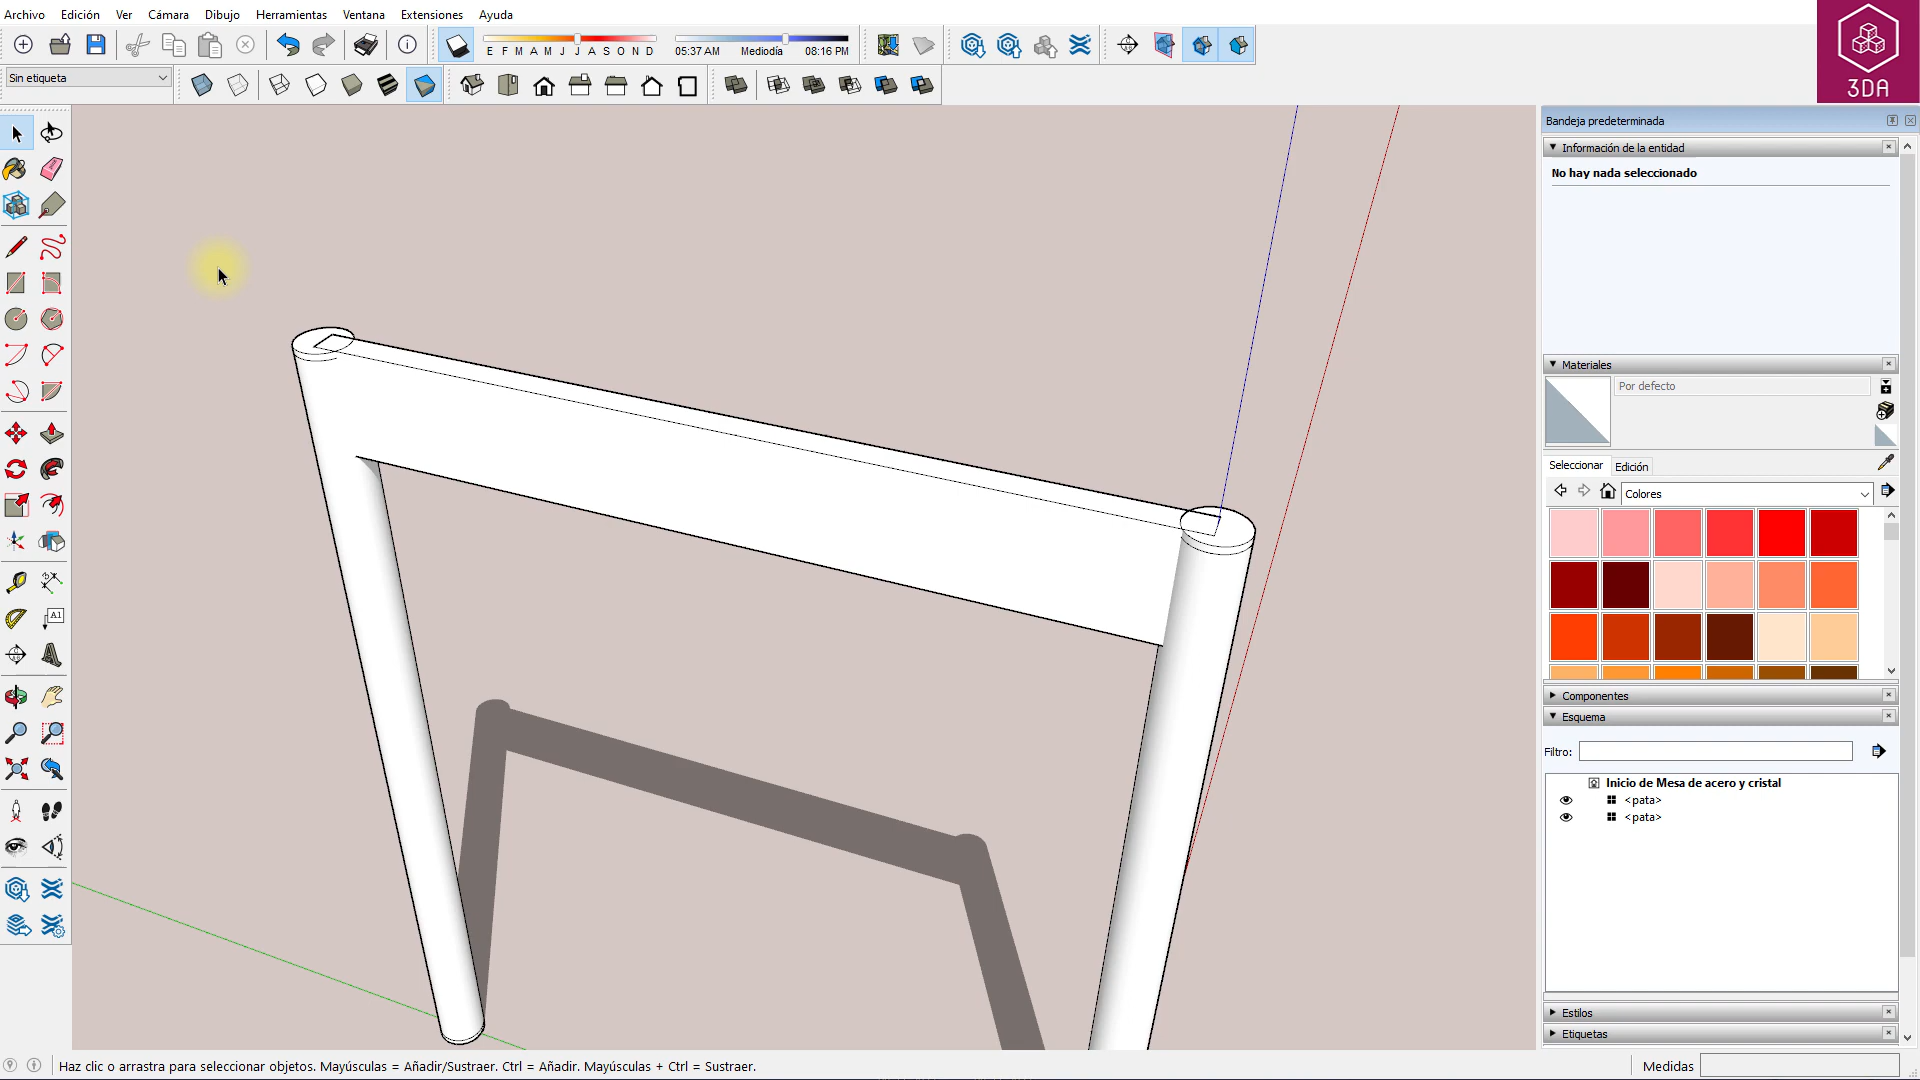 Archivo Edición Ver Cámara Dibujo Herramientas Ventana Extensiones Ayuda
E F M A M J J A S O N D
05:37 AM Mediodía 08:16 PM
3DA
Sin etiqueta
Bandeja predeterminada
Información de la entidad
No hay nada seleccionado
Materiales
Por defecto
Seleccionar Edición
Colores
A1
Componentes
Esquema
Filtro:
Inicio de Mesa de acero y cristal
<pata>
<pata>
Estilos
Etiquetas
Haz clic o arrastra para seleccionar objetos. Mayúsculas = Añadir/Sustraer. Ctrl = Añadir. Mayúsculas + Ctrl = Sustraer.
Medidas